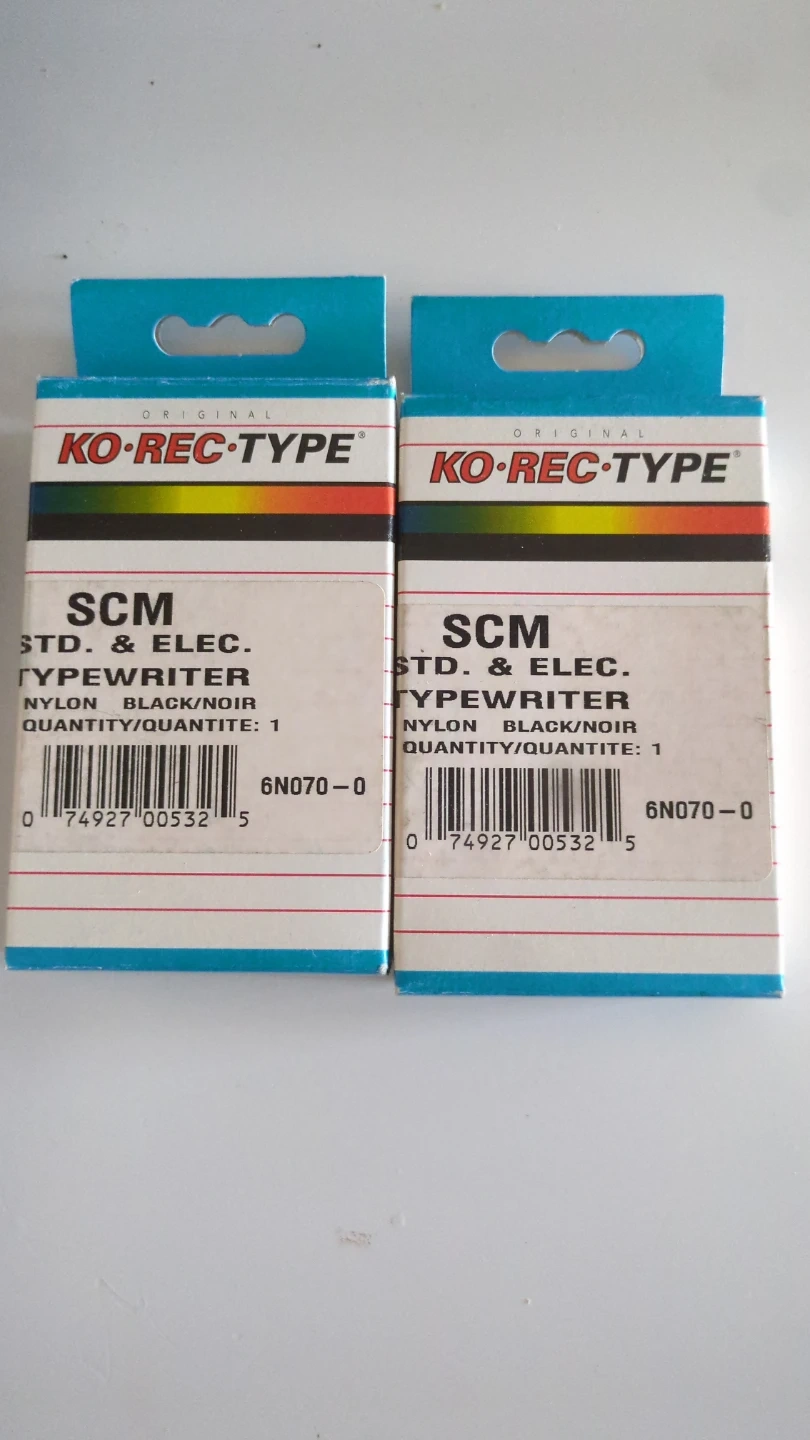 ORIGINAL
KO·REC·TYPE®
SCM
STD. & ELEC.
TYPEWRITER
NYLON BLACK/NOIR
QUANTITY/QUANTITE: 1
6N070-0
0 74927 00532 5
ORIGINAL
KO·REC·TYPE®
SCM
STD. & ELEC.
TYPEWRITER
NYLON BLACK/NOIR
QUANTITY/QUANTITE: 1
6N070-0
0 74927 00532 5